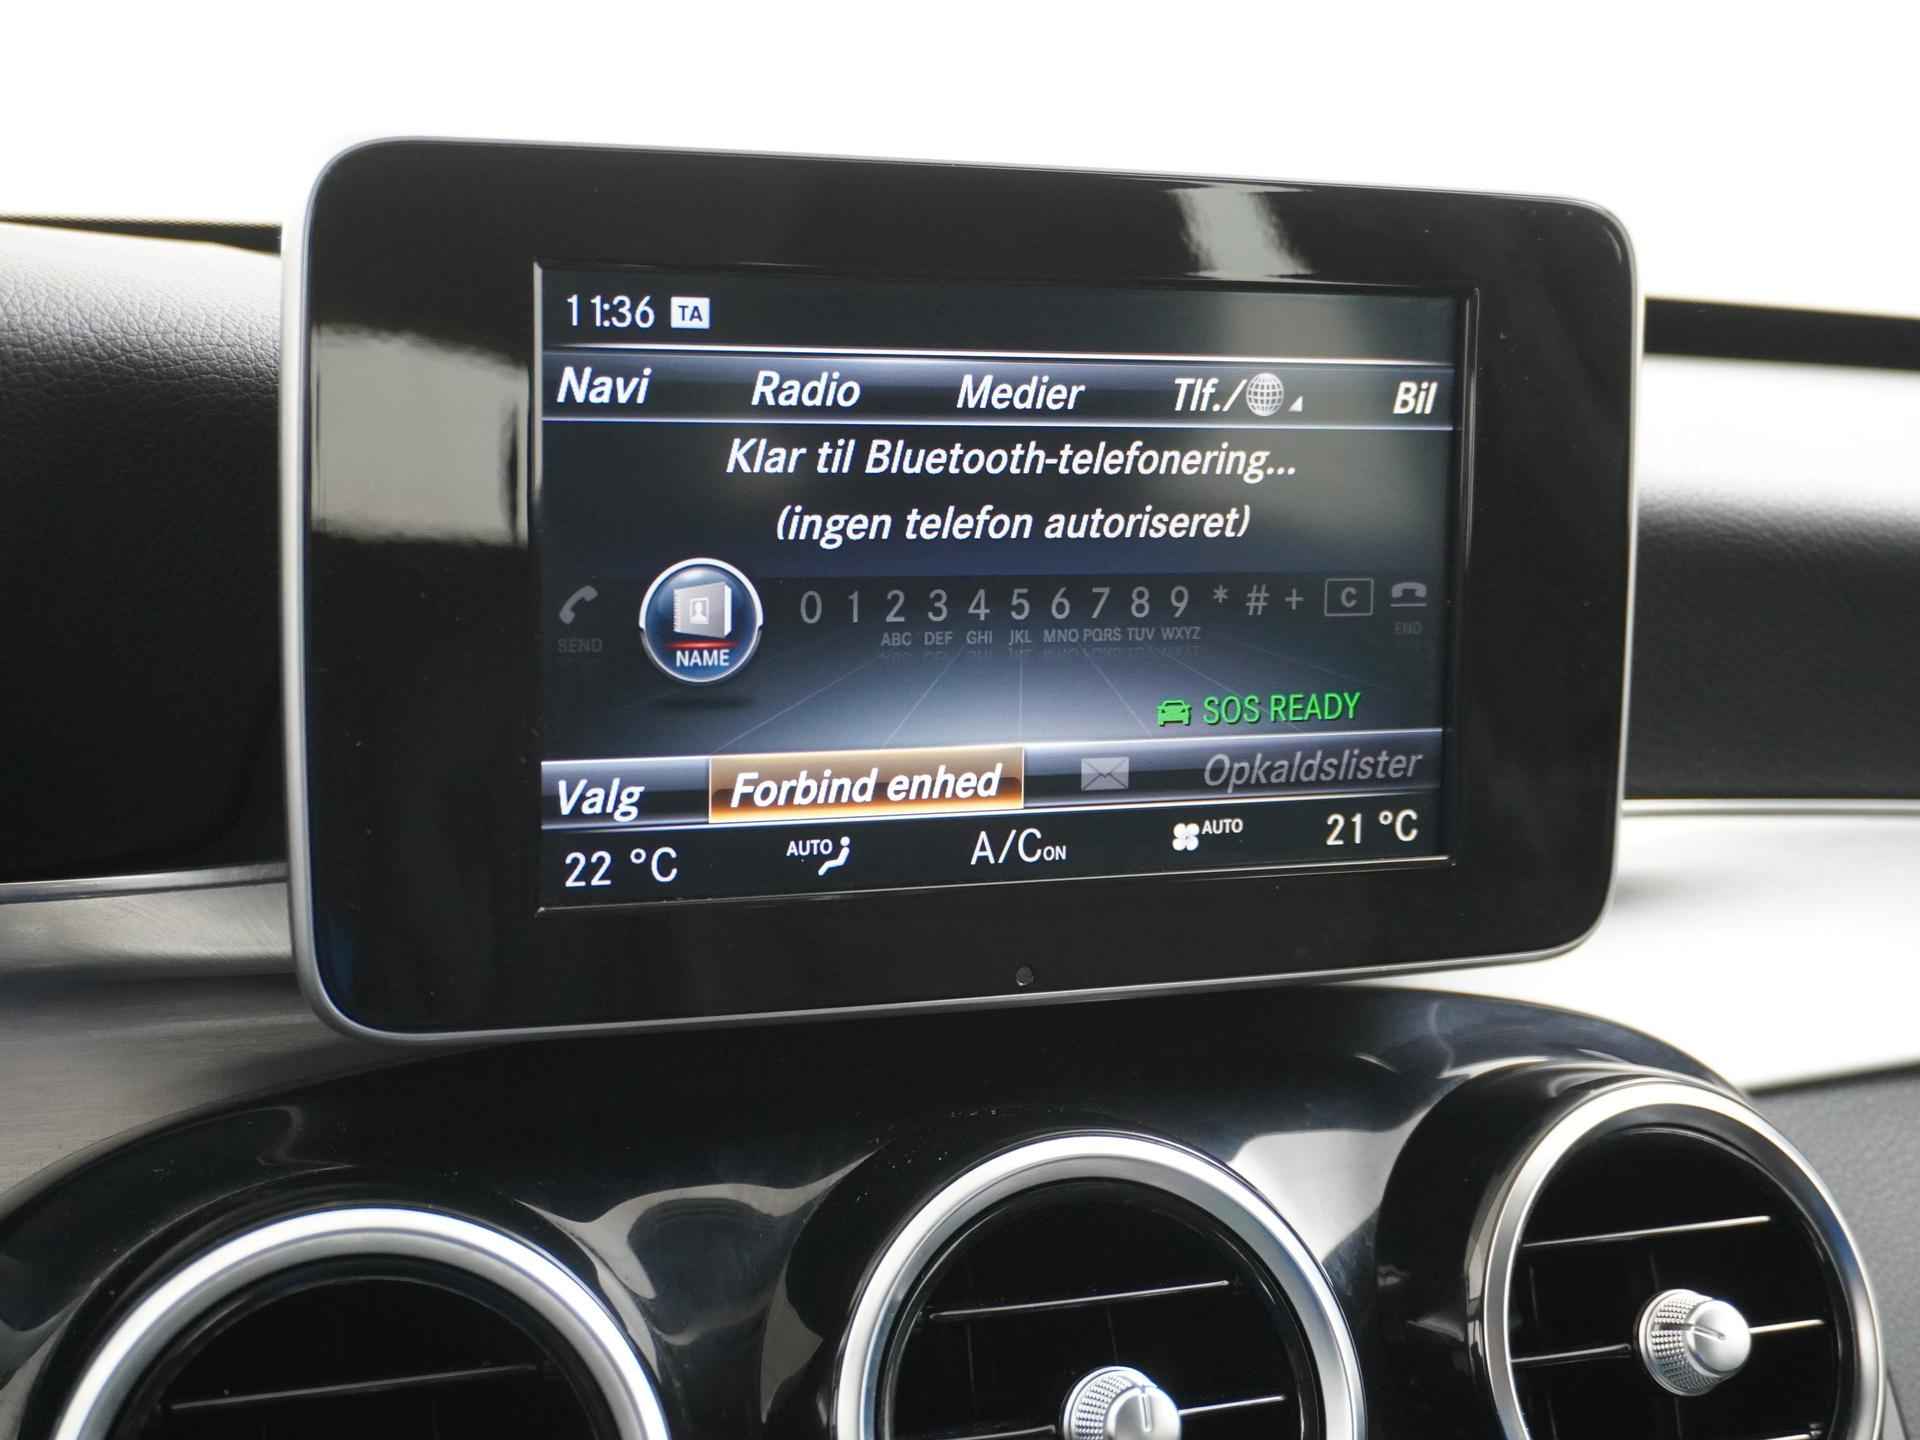 11:36 TA
Navi Radio Medier Tlf./ Bil
Klar til Bluetooth-telefonering...
(ingen telefon autoriseret)
0 1 2 3 4 5 6 7 8 9 * # + C
SEND NAME ABC DEF GHI JKL MNO PQRS TUV WXYZ END
SOS READY
Valg Forbind enhed Opkaldslister
22 °C AUTO A/C ON AUTO 21 °C